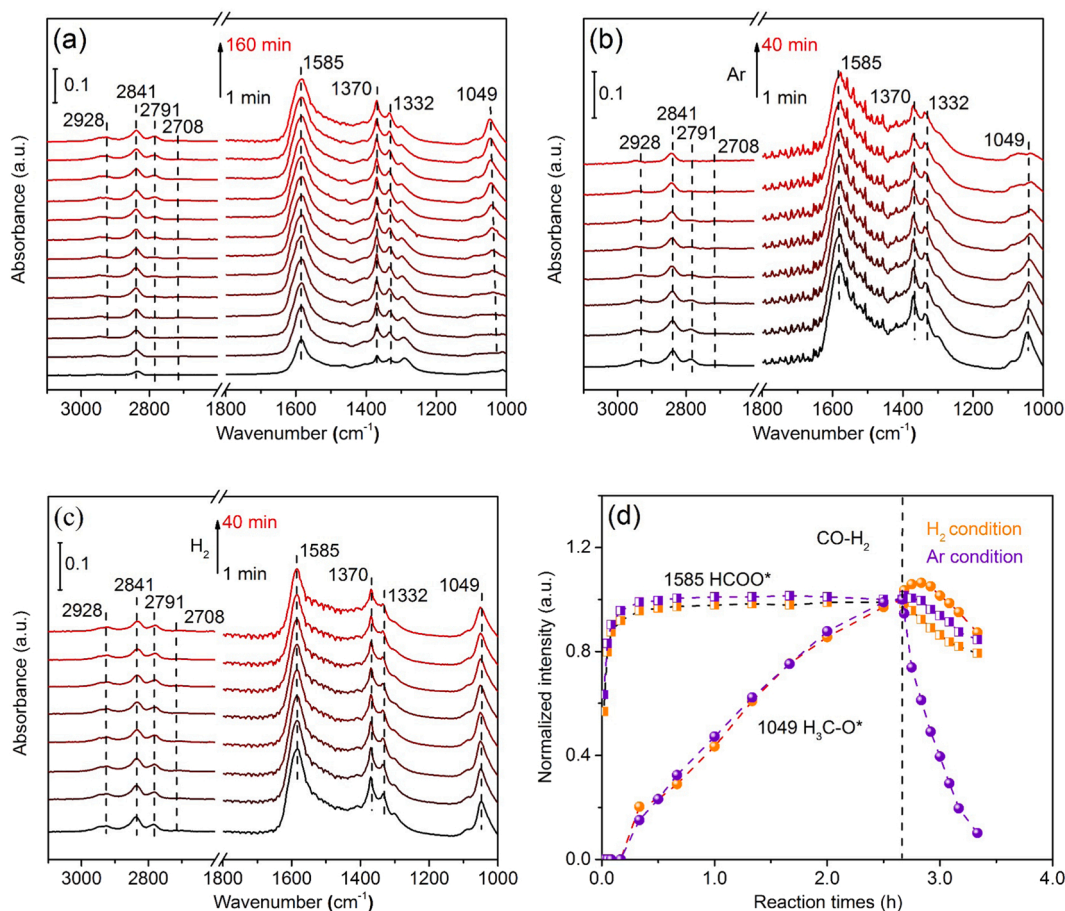 (a)
160 min
1 min
0.1
2928
2841
2791
2708
1585
1370
1332
1049
Absorbance (a.u.)
3000
2800
1800
1600
1400
1200
1000
Wavenumber (cm⁻¹)
(b)
40 min
Ar
1 min
0.1
2928
2841
2791
2708
1585
1370
1332
1049
Absorbance (a.u.)
3000
2800
1800
1600
1400
1200
1000
Wavenumber (cm⁻¹)
(c)
40 min
H₂
1 min
0.1
2928
2841
2791
2708
1585
1370
1332
1049
Absorbance (a.u.)
3000
2800
1800
1600
1400
1200
1000
Wavenumber (cm⁻¹)
(d)
CO-H₂
H₂ condition
Ar condition
1585 HCOO*
1049 H₃C-O*
Normalized intensity (a.u.)
1.2
0.8
0.4
0.0
0.0
1.0
2.0
3.0
4.0
Reaction times (h)